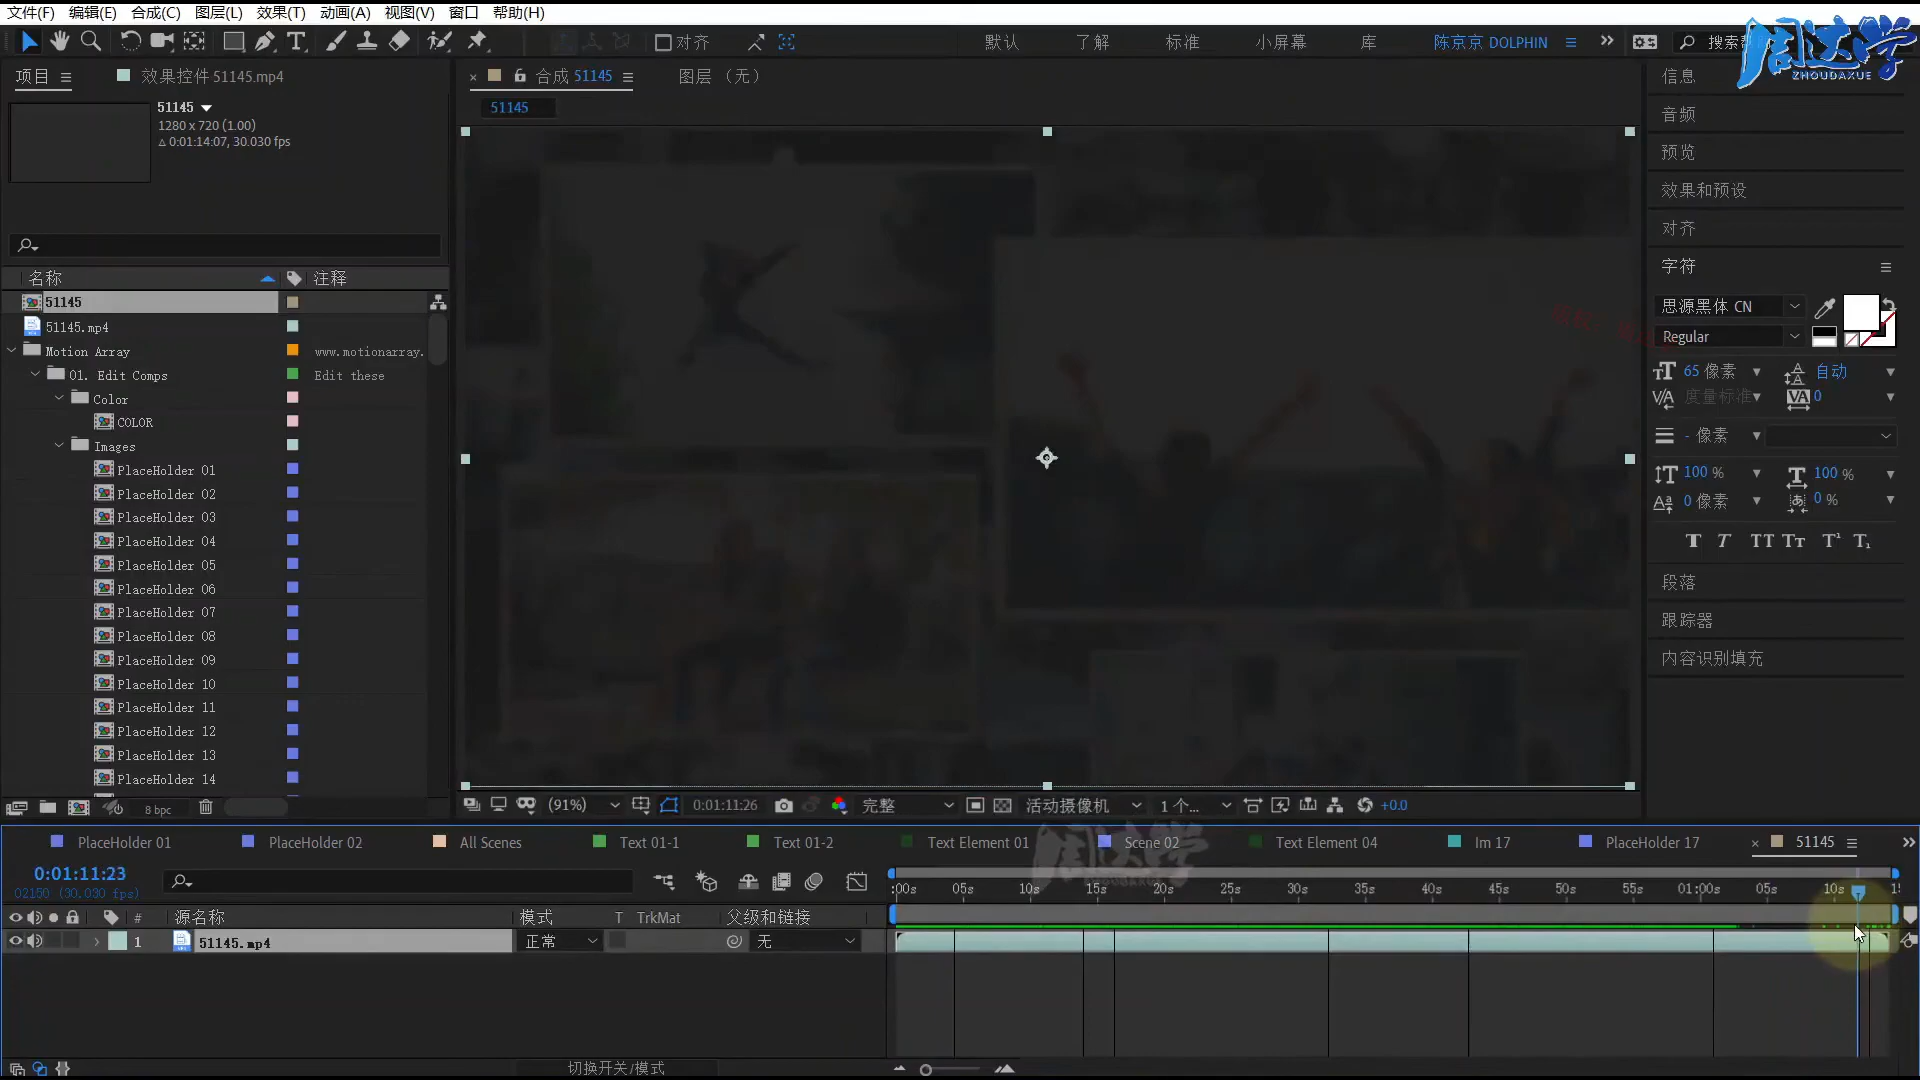 文件(F) 编辑(E) 合成(C) 图层(L) 效果(T) 动画(A) 视图(V) 窗口 帮助(H)
对齐 默认 了解 标准 小屏幕 库 陈京京 DOLPHIN 搜索
周达学
ZHOUDAXUE
项目 效果控件 51145.mp4
合成 51145 图层 (无)
51145
51145
1280 x 720 (1.00)
Δ 0:01:14:07, 30.030 fps
名称 注释
51145
51145.mp4
Motion Array www.motionarray.
01. Edit Comps Edit these
Color
COLOR
Images
PlaceHolder 01
PlaceHolder 02
PlaceHolder 03
PlaceHolder 04
PlaceHolder 05
PlaceHolder 06
PlaceHolder 07
PlaceHolder 08
PlaceHolder 09
PlaceHolder 10
PlaceHolder 11
PlaceHolder 12
PlaceHolder 13
PlaceHolder 14
8 bpc
(91%) 0:01:11:26 完整 活动摄像机 1 个... +0.0
信息
音频
预览
效果和预设
对齐
字符
思源黑体 CN
Regular
65 像素 自动
度量标准 0
- 像素
100 % 100 %
0 像素 0 %
T T TT Tt T¹ T₁
段落
跟踪器
内容识别填充
PlaceHolder 01 PlaceHolder 02 All Scenes Text 01-1 Text 01-2 Text Element 01 Scene 02 Text Element 04 Im 17 PlaceHolder 17 51145
周达学
ZHOUDAXUE
0:01:11:23
02150 (30.030 fps)
:00s 05s 10s 15s 20s 25s 30s 35s 40s 45s 50s 55s 01:00s 05s 10s
# 源名称 模式 T TrkMat 父级和链接
1 51145.mp4 正常 无
切换开关/模式